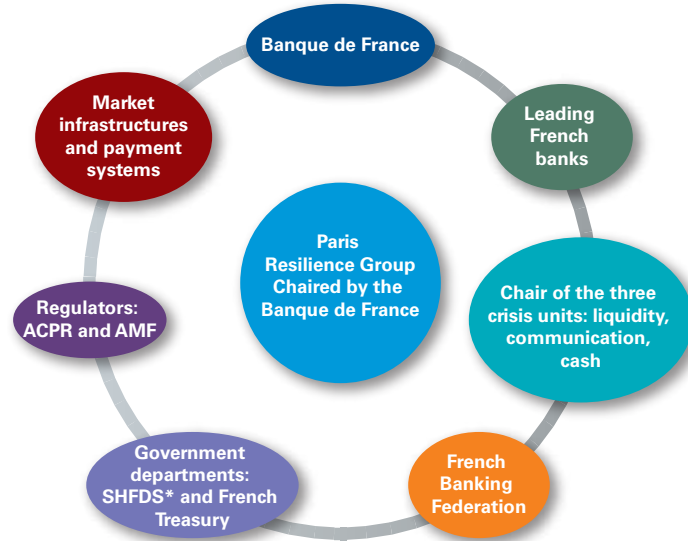 Banque de France
Market
infrastructures
and payment
systems
Leading
French
banks
Paris
Resilience Group
Chaired by the
Banque de France
Regulators:
ACPR and AMF
Chair of the three
crisis units: liquidity,
communication,
cash
Government
departments:
SHFDS* and French
Treasury
French
Banking
Federation